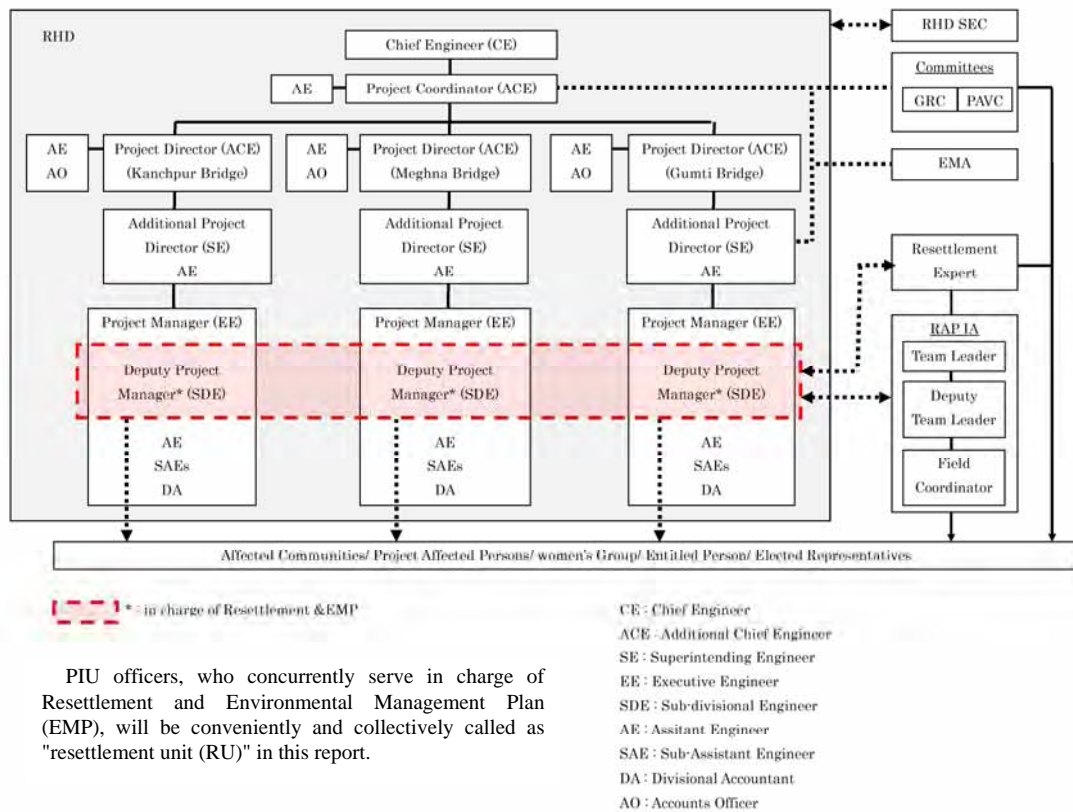 RHD
Chief Engineer (CE)
AE
Project Coordinator (ACE)
AE
AO
Project Director (ACE)
(Kanchpur Bridge)
AE
AO
Project Director (ACE)
(Meghna Bridge)
AE
AO
Project Director (ACE)
(Gumti Bridge)
Additional Project
Director (SE)
AE
Additional Project
Director (SE)
AE
Additional Project
Director (SE)
AE
Project Manager (EE)
Deputy Project
Manager* (SDE)
AE
SAEs
DA
Project Manager (EE)
Deputy Project
Manager* (SDE)
AE
SAEs
DA
Project Manager (EE)
Deputy Project
Manager* (SDE)
AE
SAEs
DA
RHD SEC
Committees
GRC PAVC
EMA
Resettlement
Expert
RAP IA
Team Leader
Deputy
Team Leader
Field
Coordinator
Affected Communities/ Project Affected Persons/ women's Group/ Entitled Person/ Elected Representatives
* : in charge of Resettlement &EMP
PIU officers, who concurrently serve in charge of
Resettlement and Environmental Management Plan
(EMP), will be conveniently and collectively called as
"resettlement unit (RU)" in this report.
CE : Chief Engineer
ACE : Additional Chief Engineer
SE : Superintending Engineer
EE : Executive Engineer
SDE : Sub-divisional Engineer
AE : Assitant Engineer
SAE : Sub-Assistant Engineer
DA : Divisional Accountant
AO : Accounts Officer